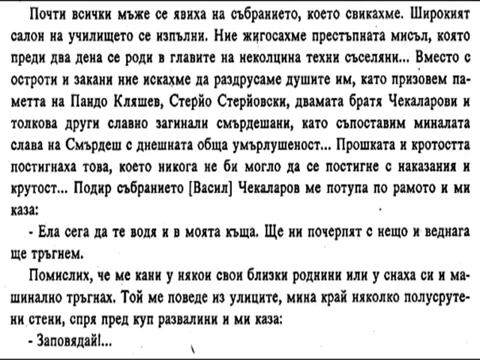 Почти всички мъже се явиха на събранието, което свикахме. Широкият
салон на училището се изпълни. Ние жигосахме престъпната мисъл, която
преди два дена се роди в главите на неколцина техни съселяни... Вместо с
остроти и закани ние искахме да раздрусаме душите им, като призовем па-
метта на Пандо Кляшев, Стерйо Стерйовски, двамата братя Чекаларови и
толкова други славно загинали смърдешани, като съпоставим миналата
слава на Смърдеш с днешната обща умърлушеност... Прошката и кротостта
постигнаха това, което никога не би могло да се постигне с наказания и
крутост... Подир събранието [Васил] Чекаларов ме потупа по рамото и ми
каза:
- Ела сега да те водя и в моята къща. Ще ни почерпят с нещо и веднага
ще тръгнем.
Помислих, че ме кани у някои свои близки роднини или у снаха си и ма-
шинално тръгнах. Той ме поведе из улиците, мина край няколко полусруте-
ни стени, спря пред куп развалини и ми каза:
- Заповядай!...